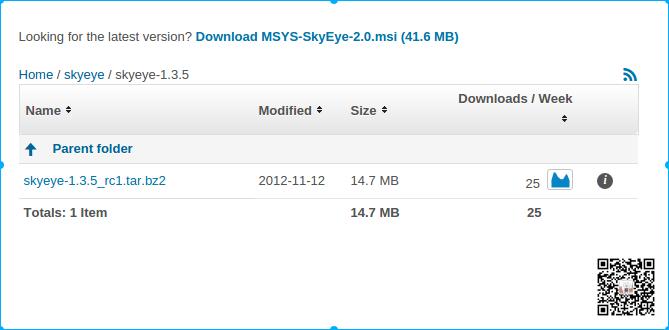 Looking for the latest version? Download MSYS-SkyEye-2.0.msi (41.6 MB)
Home / skyeye / skyeye-1.3.5
Name Modified Size Downloads / Week
Parent folder
skyeye-1.3.5_rc1.tar.bz2 2012-11-12 14.7 MB 25 i
Totals: 1 Item 14.7 MB 25